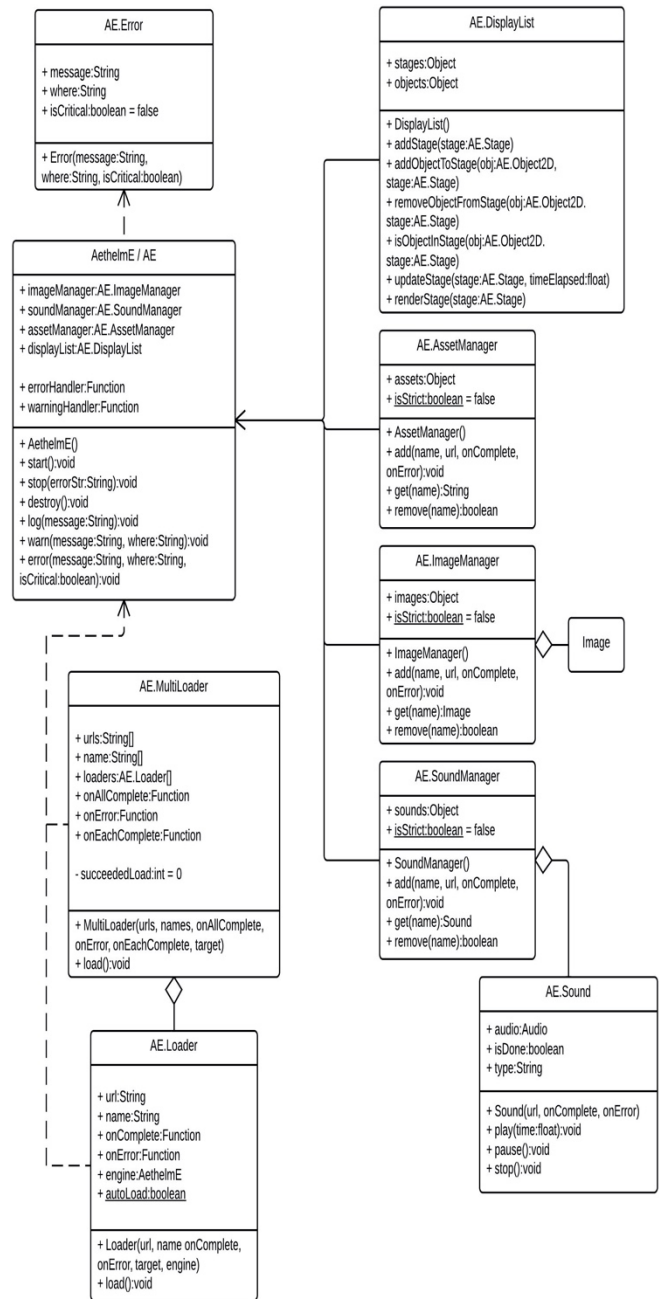 AE.Error
+ message:String
+ where:String
+ isCritical:boolean = false
+ Error(message:String,
where:String, isCritical:boolean)
AethelmE / AE
+ imageManager:AE.ImageManager
+ soundManager:AE.SoundManager
+ assetManager:AE.AssetManager
+ displayList:AE.DisplayList
+ errorHandler:Function
+ warningHandler:Function
+ AethelmE()
+ start():void
+ stop(errorStr:String):void
+ destroy():void
+ log(message:String):void
+ warn(message:String, where:String):void
+ error(message:String, where:String,
isCritical:boolean):void
AE.MultiLoader
+ urls:String[]
+ name:String[]
+ loaders:AE.Loader[]
+ onAllComplete:Function
+ onError:Function
+ onEachComplete:Function
- succeededLoad:int = 0
+ MultiLoader(urls, names, onAllComplete,
onError, onEachComplete, target)
+ load():void
AE.Loader
+ url:String
+ name:String
+ onComplete:Function
+ onError:Function
+ engine:AethelmE
+ autoLoad:boolean
+ Loader(url, name onComplete,
onError, target, engine)
+ load():void
AE.DisplayList
+ stages:Object
+ objects:Object
+ DisplayList()
+ addStage(stage:AE.Stage)
+ addObjectToStage(obj:AE.Object2D,
stage:AE.Stage)
+ removeObjectFromStage(obj:AE.Object2D.
stage:AE.Stage)
+ isObjectInStage(obj:AE.Object2D.
stage:AE.Stage)
+ updateStage(stage:AE.Stage, timeElapsed:float)
+ renderStage(stage:AE.Stage)
AE.AssetManager
+ assets:Object
+ isStrict:boolean = false
+ AssetManager()
+ add(name, url, onComplete,
onError):void
+ get(name):String
+ remove(name):boolean
AE.ImageManager
+ images:Object
+ isStrict:boolean = false
+ ImageManager()
+ add(name, url, onComplete,
onError):void
+ get(name):Image
+ remove(name):boolean
Image
AE.SoundManager
+ sounds:Object
+ isStrict:boolean = false
+ SoundManager()
+ add(name, url, onComplete,
onError):void
+ get(name):Sound
+ remove(name):boolean
AE.Sound
+ audio:Audio
+ isDone:boolean
+ type:String
+ Sound(url, onComplete, onError)
+ play(time:float):void
+ pause():void
+ stop():void